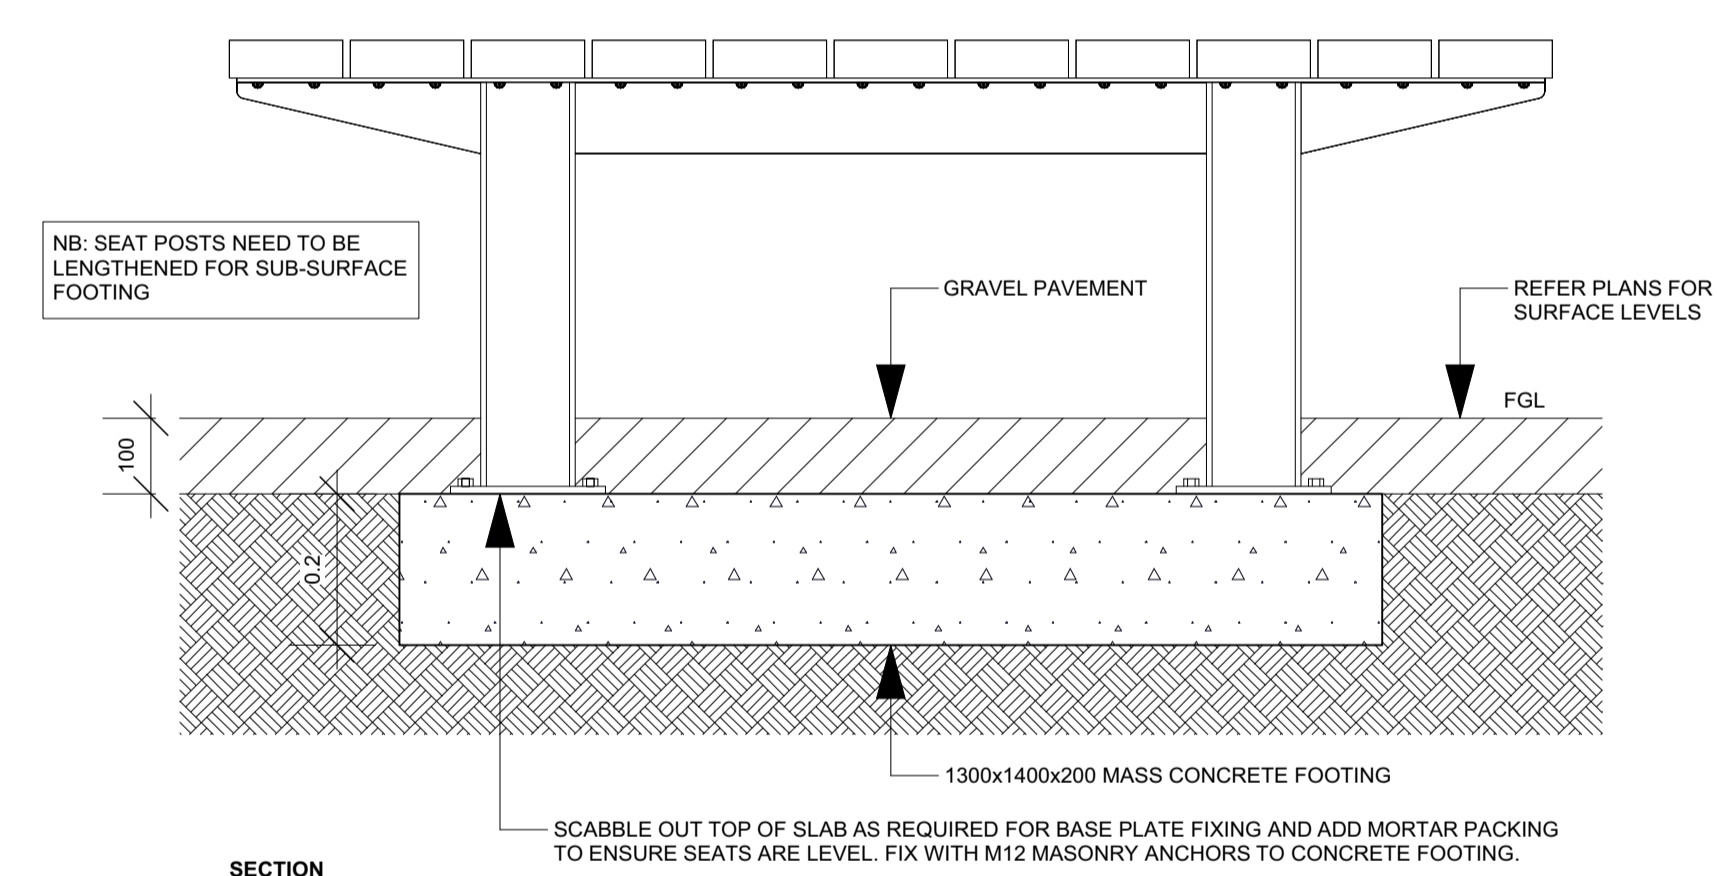 NB: SEAT POSTS NEED TO BE
LENGTHENED FOR SUB-SURFACE
FOOTING
GRAVEL PAVEMENT
REFER PLANS FOR
SURFACE LEVELS
FGL
100
0.2
1300x1400x200 MASS CONCRETE FOOTING
SCABBLE OUT TOP OF SLAB AS REQUIRED FOR BASE PLATE FIXING AND ADD MORTAR PACKING
TO ENSURE SEATS ARE LEVEL. FIX WITH M12 MASONRY ANCHORS TO CONCRETE FOOTING.
SECTION